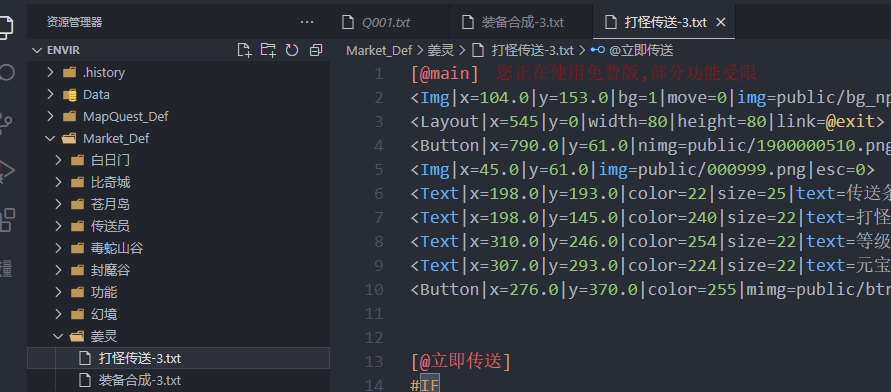 资源管理器
···
Q001.txt
装备合成-3.txt
打怪传送-3.txt
ENVIR
.history
Data
MapQuest_Def
Market_Def
白日门
比奇城
苍月岛
传送员
毒蛇山谷
封魔谷
功能
幻境
姜灵
打怪传送-3.txt
装备合成-3.txt
Market_Def > 姜灵 > 打怪传送-3.txt > @立即传送
1 [@main] 您正在使用免费版,部分功能受限
2 <Img|x=104.0|y=153.0|bg=1|move=0|img=public/bg_np
3 <Layout|x=545|y=0|width=80|height=80|link=@exit>
4 <Button|x=790.0|y=61.0|nimg=public/1900000510.png
5 <Img|x=45.0|y=61.0|img=public/000999.png|esc=0>
6 <Text|x=198.0|y=193.0|color=22|size=25|text=传送条
7 <Text|x=198.0|y=145.0|color=240|size=22|text=打怪
8 <Text|x=310.0|y=246.0|color=254|size=22|text=等级
9 <Text|x=307.0|y=293.0|color=224|size=22|text=元宝
10 <Button|x=276.0|y=370.0|color=255|mimg=public/btn
11
12
13 [@立即传送]
14 #IF